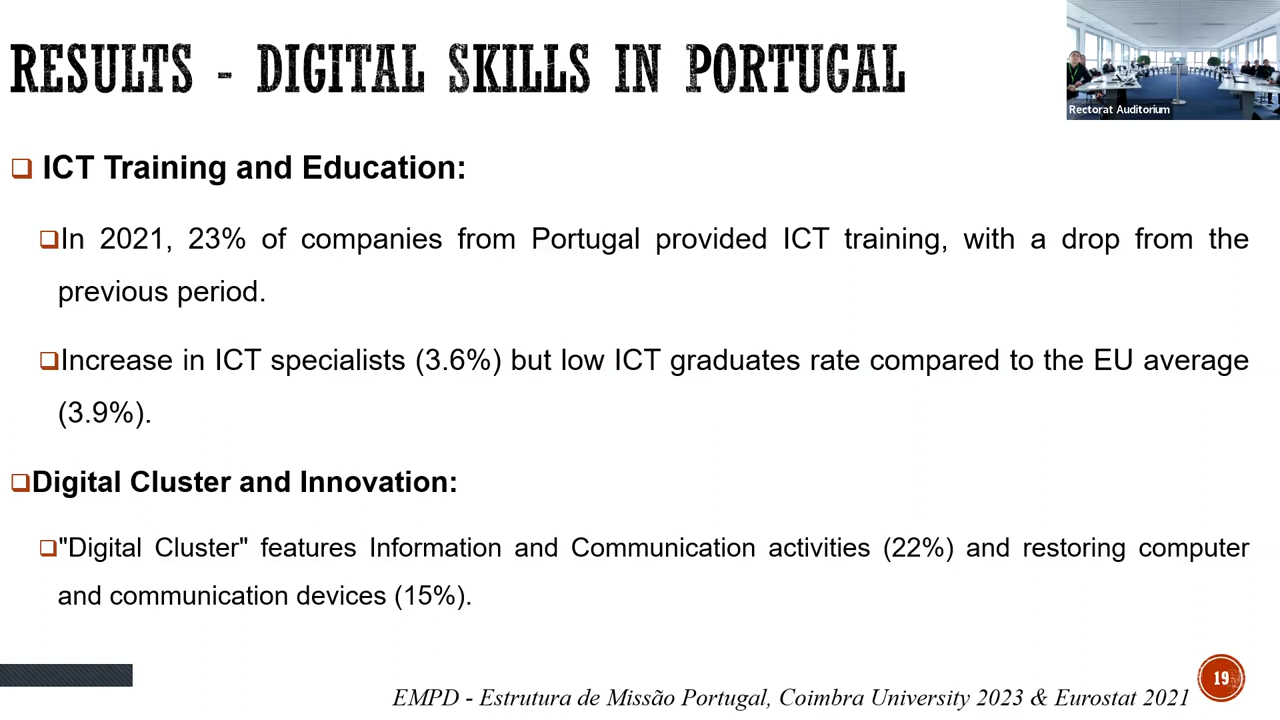 RESULTS - DIGITAL SKILLS IN PORTUGAL
Rectorat Auditorium
ICT Training and Education:
In 2021, 23% of companies from Portugal provided ICT training, with a drop from the
previous period.
Increase in ICT specialists (3.6%) but low ICT graduates rate compared to the EU average
(3.9%).
Digital Cluster and Innovation:
"Digital Cluster" features Information and Communication activities (22%) and restoring computer
and communication devices (15%).
EMPD - Estrutura de Missão Portugal, Coimbra University 2023 & Eurostat 2021
19